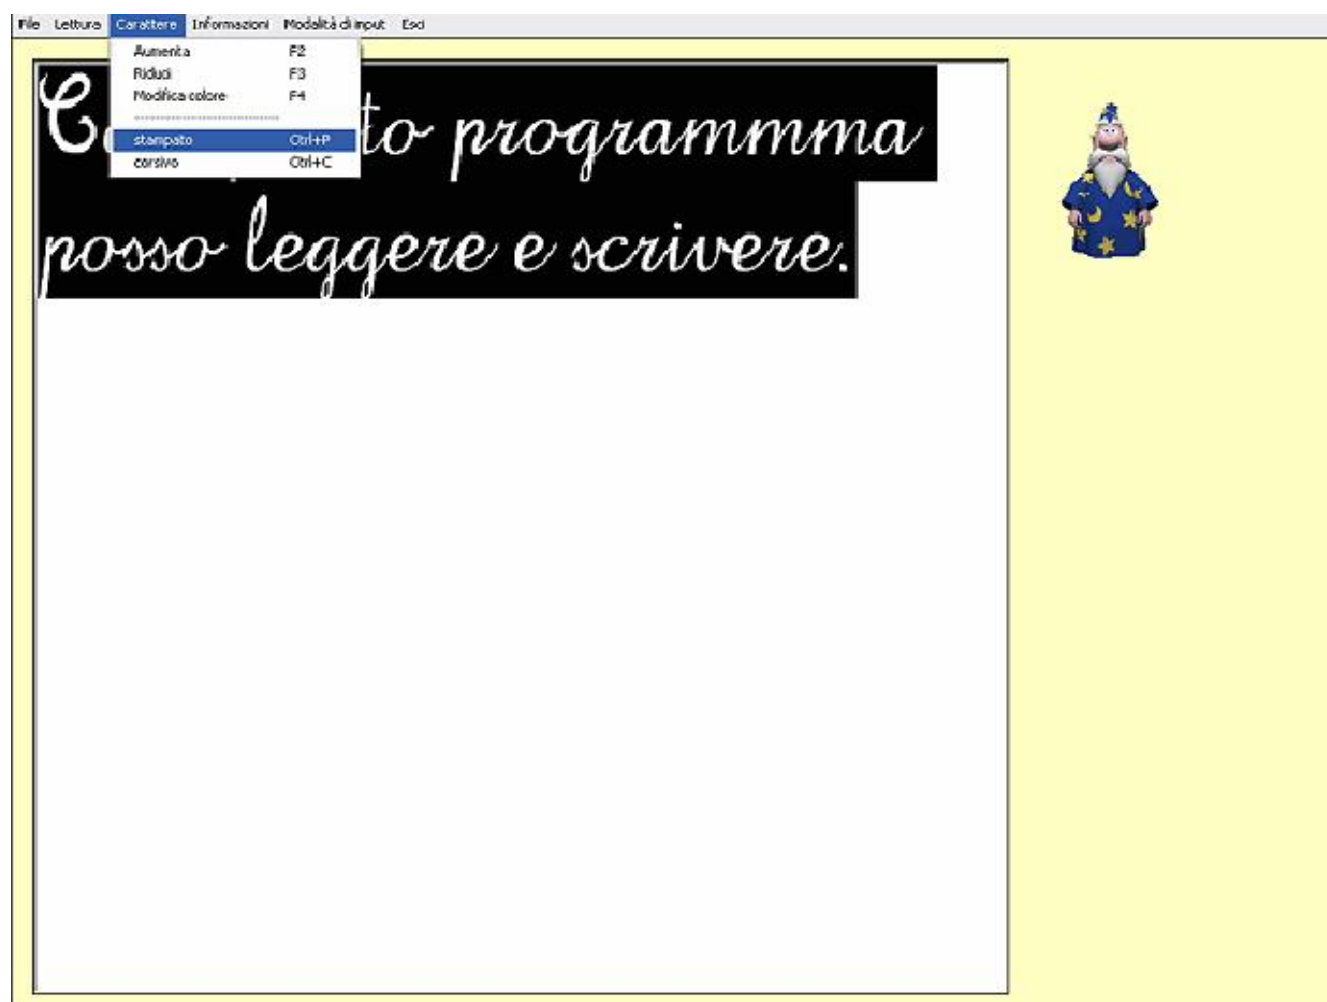 File Lettura Carattere Informazioni Modalità di input Esci
Aumenta F2
Riduci F3
Modifica colore F4
stampato Ctrl+P
corsivo Ctrl+C
programmma
posso leggere e scrivere.